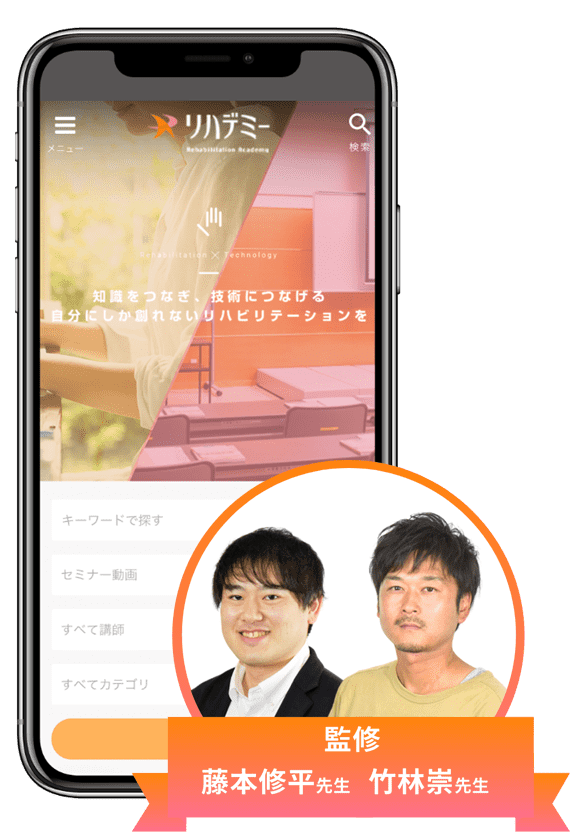 リハデミー
Rehabilitation Academy
メニュー
検索
Rehabilitation × Technology
知識をつなぎ、技術につなげる
自分にしか創れないリハビリテーションを
キーワードで探す
セミナー動画
すべて講師
すべてカテゴリ
監修
藤本修平先生 竹林崇先生